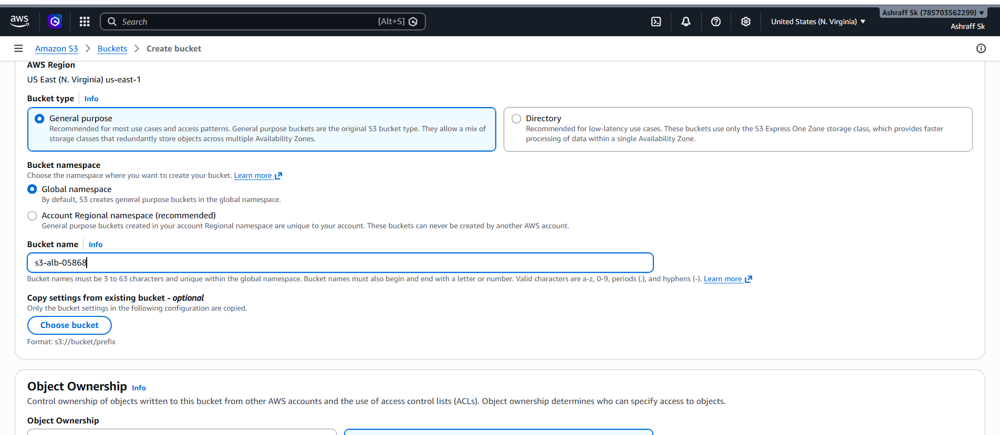 aws
Search [Alt+S]
United States (N. Virginia) ▼
Ashraff Sk (785703562299) ▼
Ashraff Sk
Amazon S3 > Buckets > Create bucket
AWS Region
US East (N. Virginia) us-east-1
Bucket type Info
General purpose
Recommended for most use cases and access patterns. General purpose buckets are the original S3 bucket type. They allow a mix of
storage classes that redundantly store objects across multiple Availability Zones.
Directory
Recommended for low-latency use cases. These buckets use only the S3 Express One Zone storage class, which provides faster
processing of data within a single Availability Zone.
Bucket namespace
Choose the namespace where you want to create your bucket. Learn more
Global namespace
By default, S3 creates general purpose buckets in the global namespace.
Account Regional namespace (recommended)
General purpose buckets created in your account Regional namespace are unique to your account. These buckets can never be created by another AWS account.
Bucket name Info
s3-alb-05868
Bucket names must be 3 to 63 characters and unique within the global namespace. Bucket names must also begin and end with a letter or number. Valid characters are a-z, 0-9, periods (.), and hyphens (-). Learn more
Copy settings from existing bucket - optional
Only the bucket settings in the following configuration are copied.
Choose bucket
Format: s3://bucket/prefix
Object Ownership Info
Control ownership of objects written to this bucket from other AWS accounts and the use of access control lists (ACLs). Object ownership determines who can specify access to objects.
Object Ownership